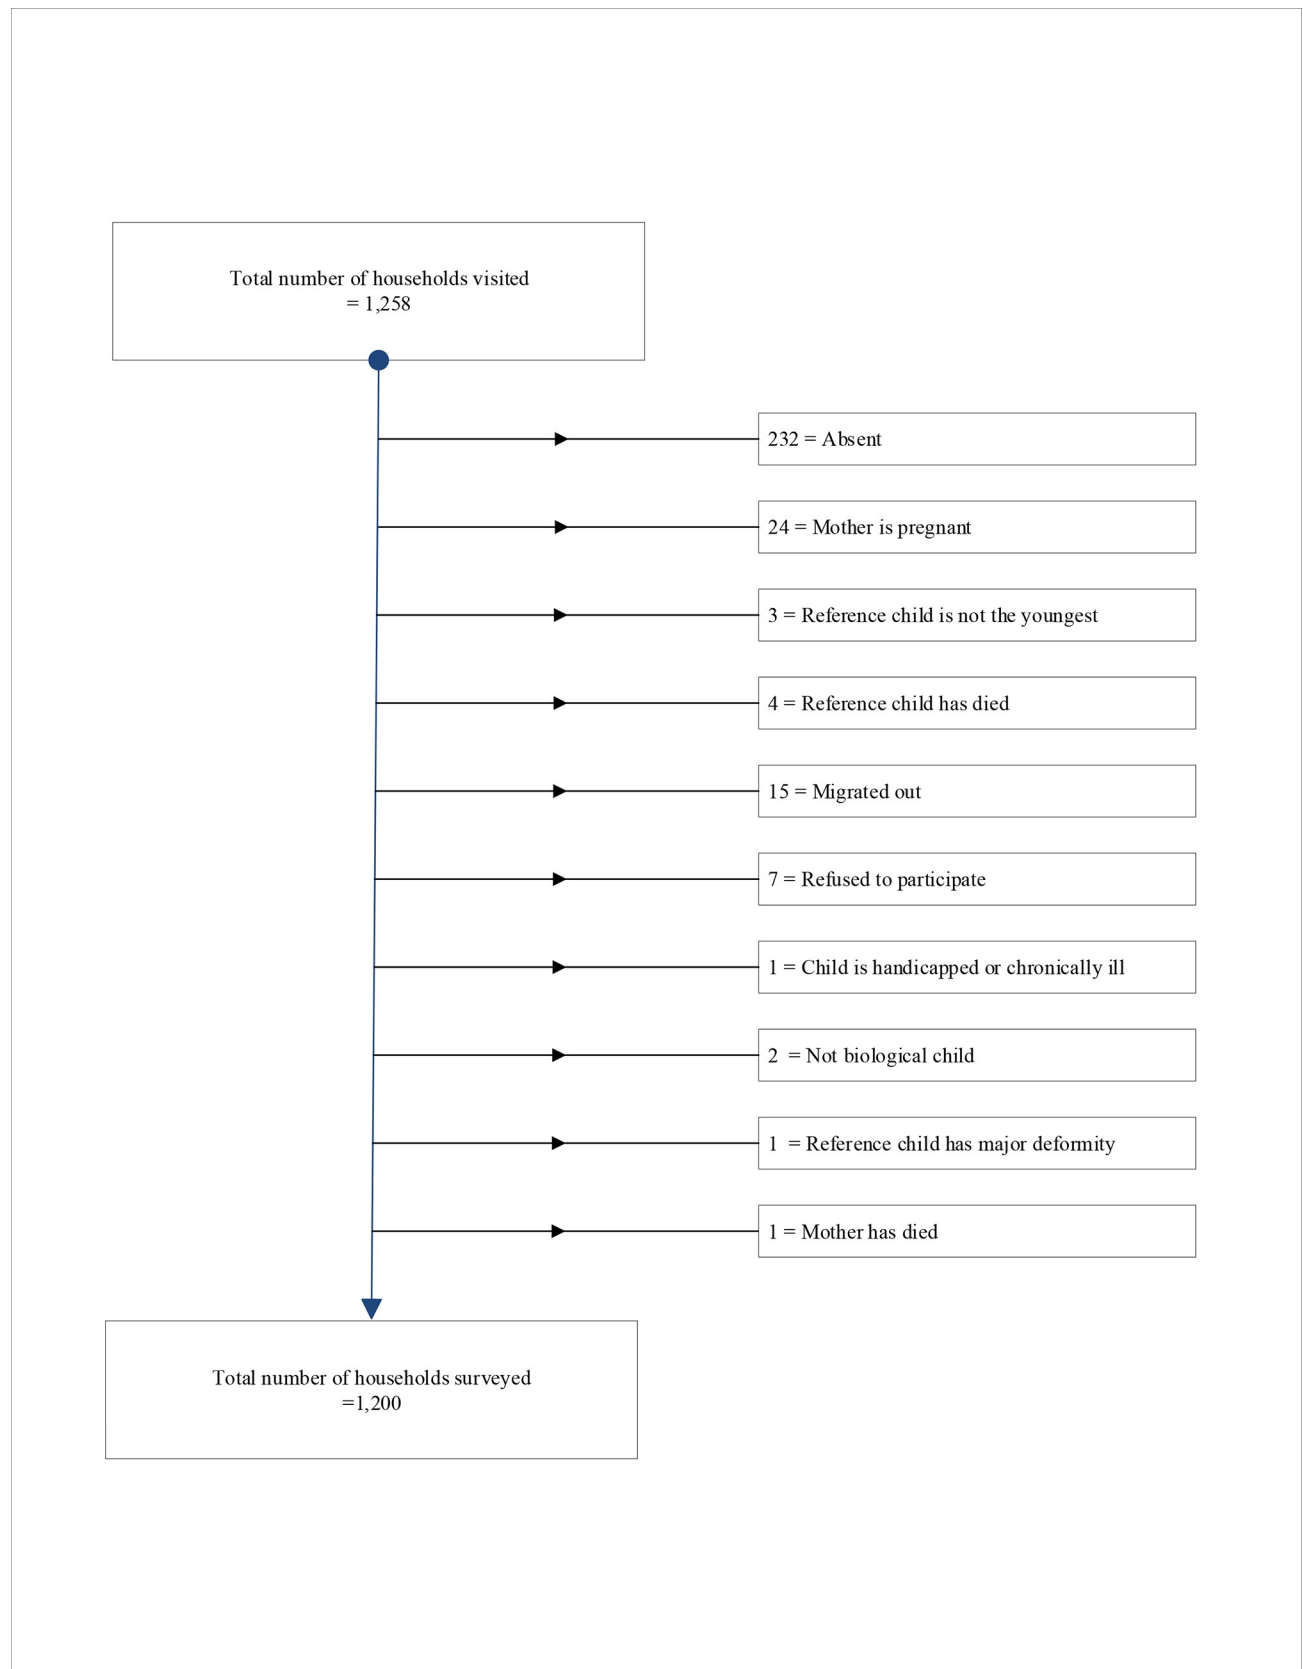 Total number of households visited
= 1,258
232 = Absent
24 = Mother is pregnant
3 = Reference child is not the youngest
4 = Reference child has died
15 = Migrated out
7 = Refused to participate
1 = Child is handicapped or chronically ill
2  = Not biological child
1  = Reference child has major deformity
1 = Mother has died
Total number of households surveyed
=1,200